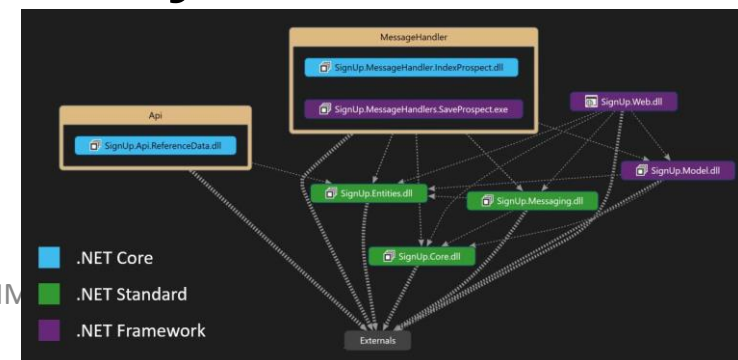 MessageHandler
SignUp.MessageHandler.IndexProspect.dll
SignUp.MessageHandlers.SaveProspect.exe
SignUp.Web.dll
Api
SignUp.Api.ReferenceData.dll
SignUp.Model.dll
SignUp.Entities.dll
SignUp.Messaging.dll
SignUp.Core.dll
.NET Core
.NET Standard
.NET Framework
Externals